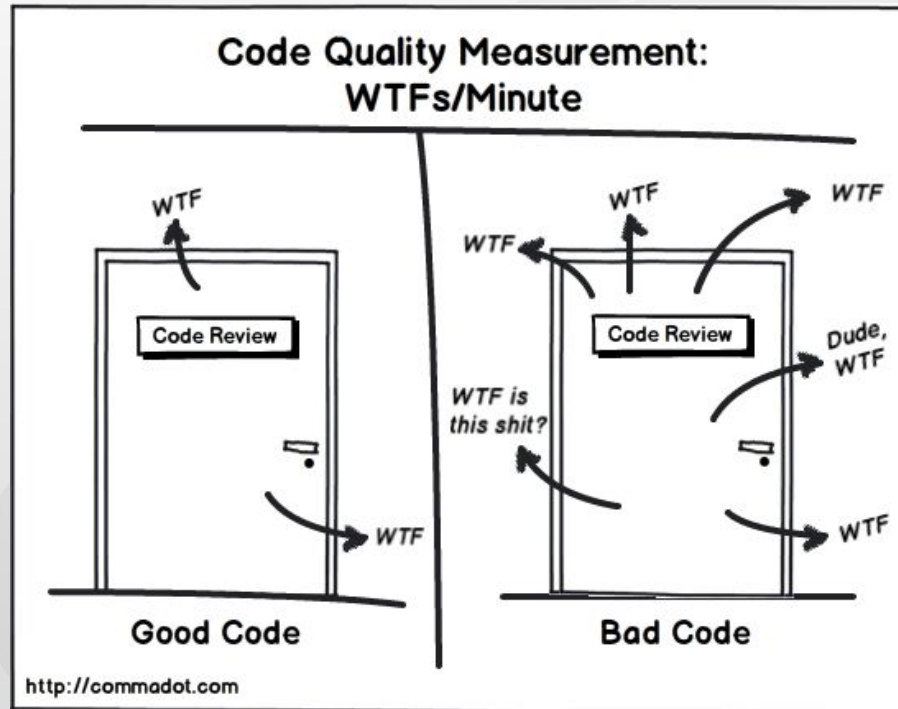 Code Quality Measurement:
WTFs/Minute
WTF
Code Review
WTF
Good Code
WTF
WTF
WTF
Code Review
Dude,
WTF
WTF is
this shit?
WTF
Bad Code
http://commadot.com